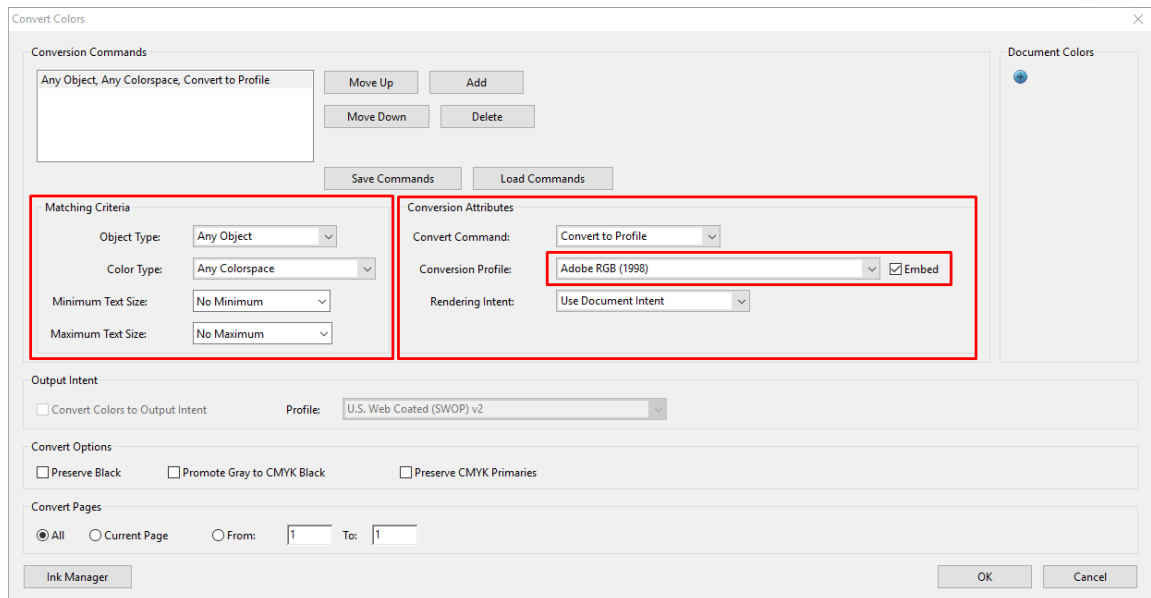 Convert Colors
Conversion Commands
Document Colors
Any Object, Any Colorspace, Convert to Profile
Move Up
Add
Move Down
Delete
Save Commands
Load Commands
Matching Criteria
Conversion Attributes
Object Type: Any Object
Convert Command: Convert to Profile
Color Type: Any Colorspace
Conversion Profile: Adobe RGB (1998) Embed
Minimum Text Size: No Minimum
Rendering Intent: Use Document Intent
Maximum Text Size: No Maximum
Output Intent
Convert Colors to Output Intent Profile: U.S. Web Coated (SWOP) v2
Convert Options
Preserve Black Promote Gray to CMYK Black Preserve CMYK Primaries
Convert Pages
All Current Page From: 1 To: 1
Ink Manager OK Cancel